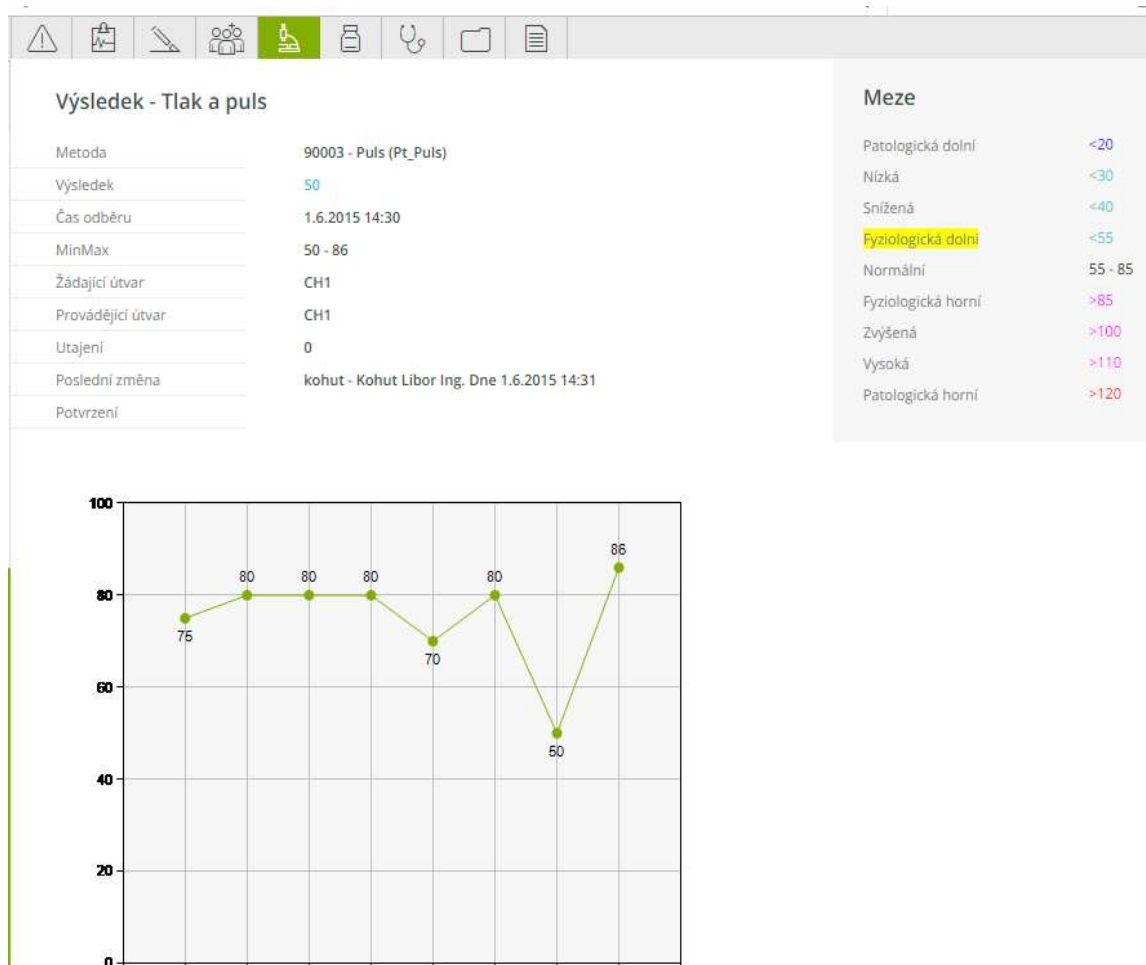 Výsledek - Tlak a puls
Metoda 90003 - Puls (Pt_Puls)
Výsledek 50
Čas odběru 1.6.2015 14:30
MinMax 50 - 86
Žádající útvar CH1
Provádějící útvar CH1
Utajení 0
Poslední změna kohut - Kohut Libor Ing. Dne 1.6.2015 14:31
Potvrzení
Meze
Patologická dolní <20
Nízká <30
Snížená <40
Fyziologická dolní <55
Normální 55 - 85
Fyziologická horní >85
Zvýšená >100
Vysoká >110
Patologická horní >120
100
86
80 80 80 80
80
75
70
60
50
40
20
0